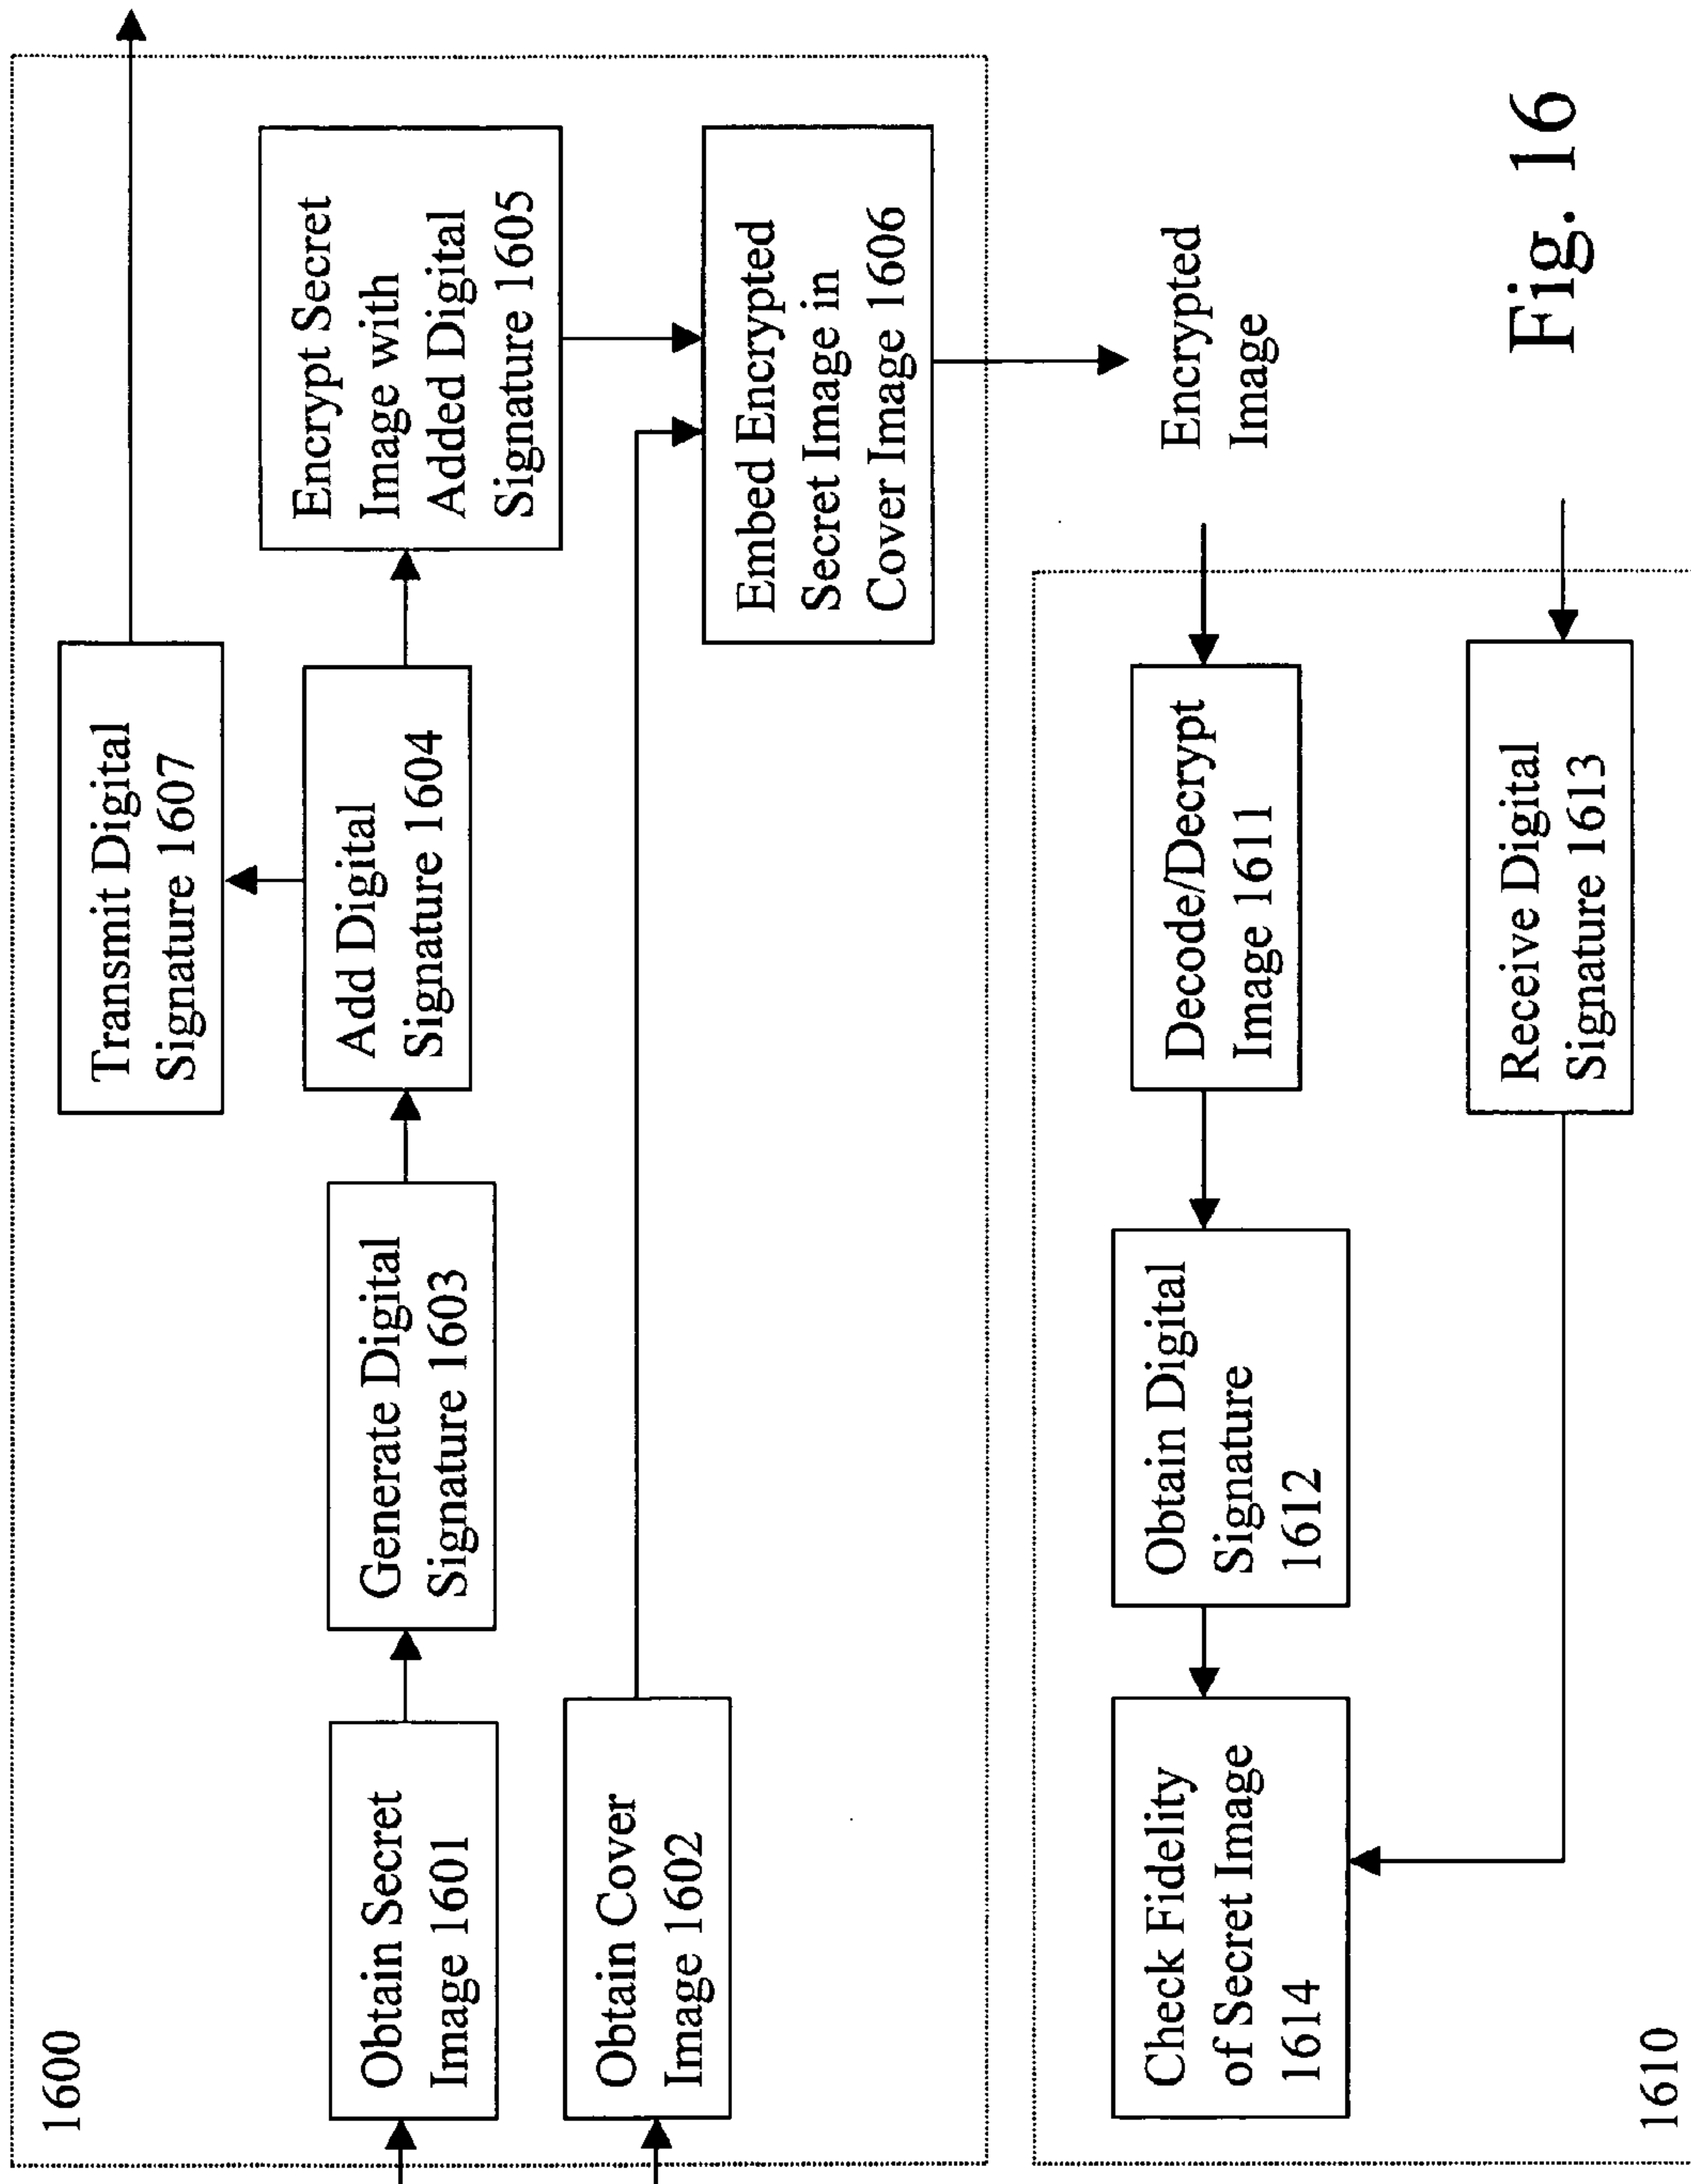 1600
Transmit Digital
Signature 1607
Obtain Secret
Image 1601
Generate Digital
Signature 1603
Add Digital
Signature 1604
Encrypt Secret
Image with
Added Digital
Signature 1605
Obtain Cover
Image 1602
Embed Encrypted
Secret Image in
Cover Image 1606
Encrypted
Image
Check Fidelity
of Secret Image
1614
Obtain Digital
Signature
1612
Decode/Decrypt
Image 1611
Receive Digital
Signature 1613
1610
Fig. 16